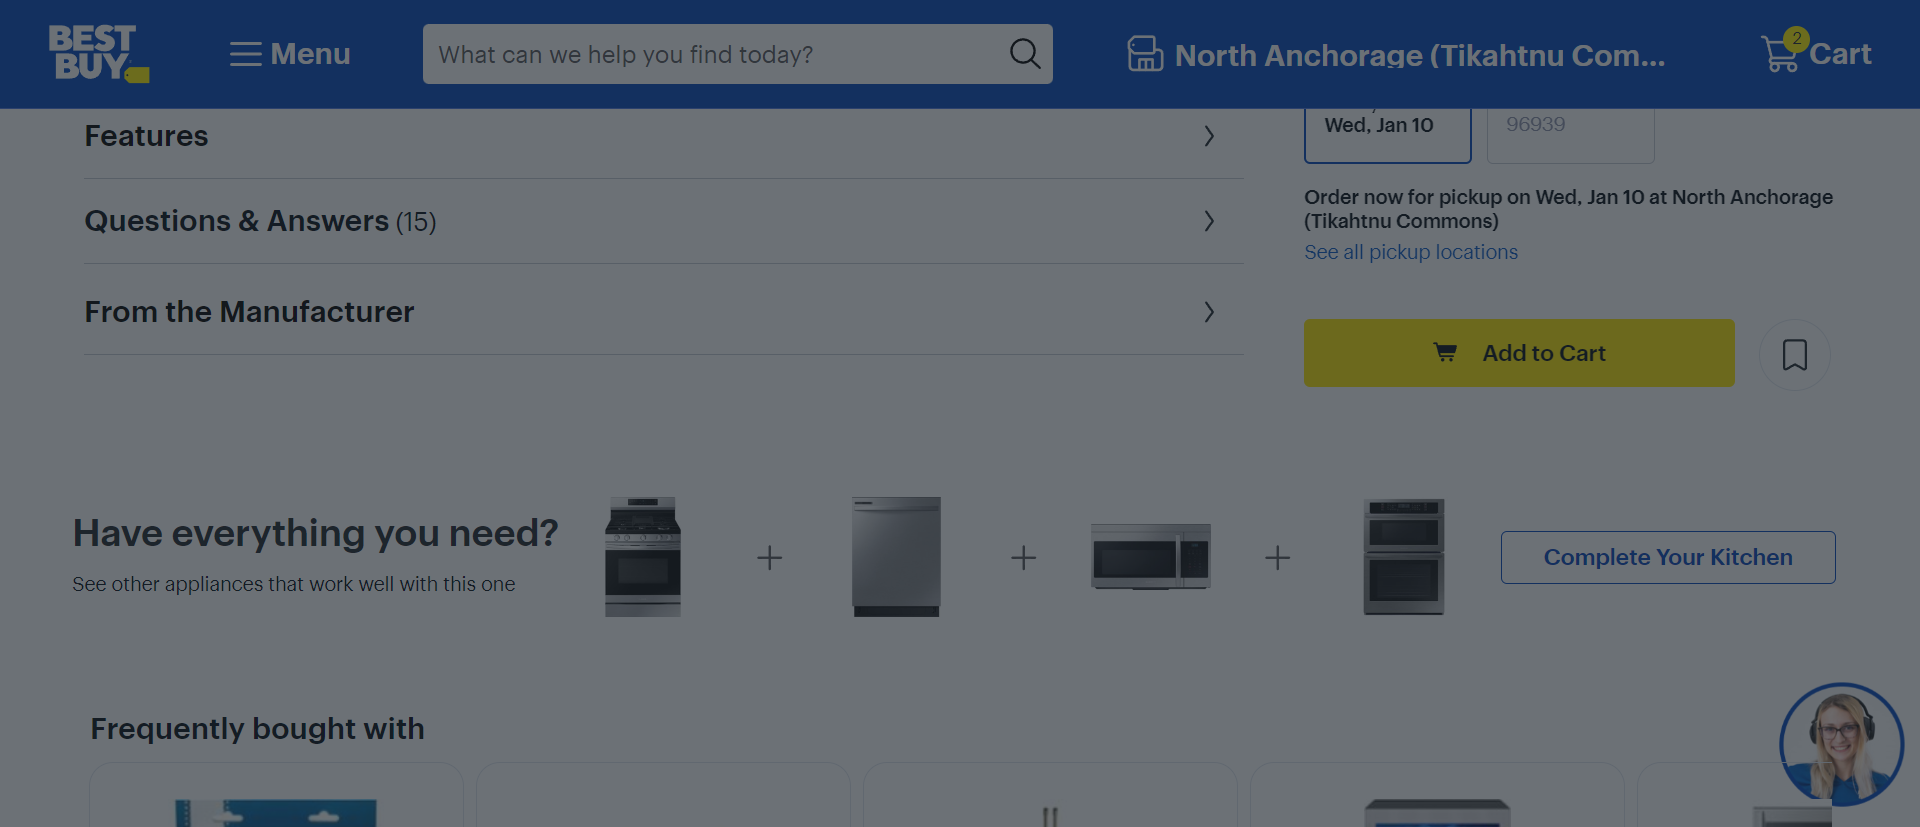 BEST
BUY
Menu
What can we help you find today?
North Anchorage (Tikahtnu Com...
2
Cart
Features
Wed, Jan 10
96939
Order now for pickup on Wed, Jan 10 at North Anchorage
(Tikahtnu Commons)
See all pickup locations
Questions & Answers (15)
From the Manufacturer
Add to Cart
Have everything you need?
See other appliances that work well with this one
Complete Your Kitchen
Frequently bought with